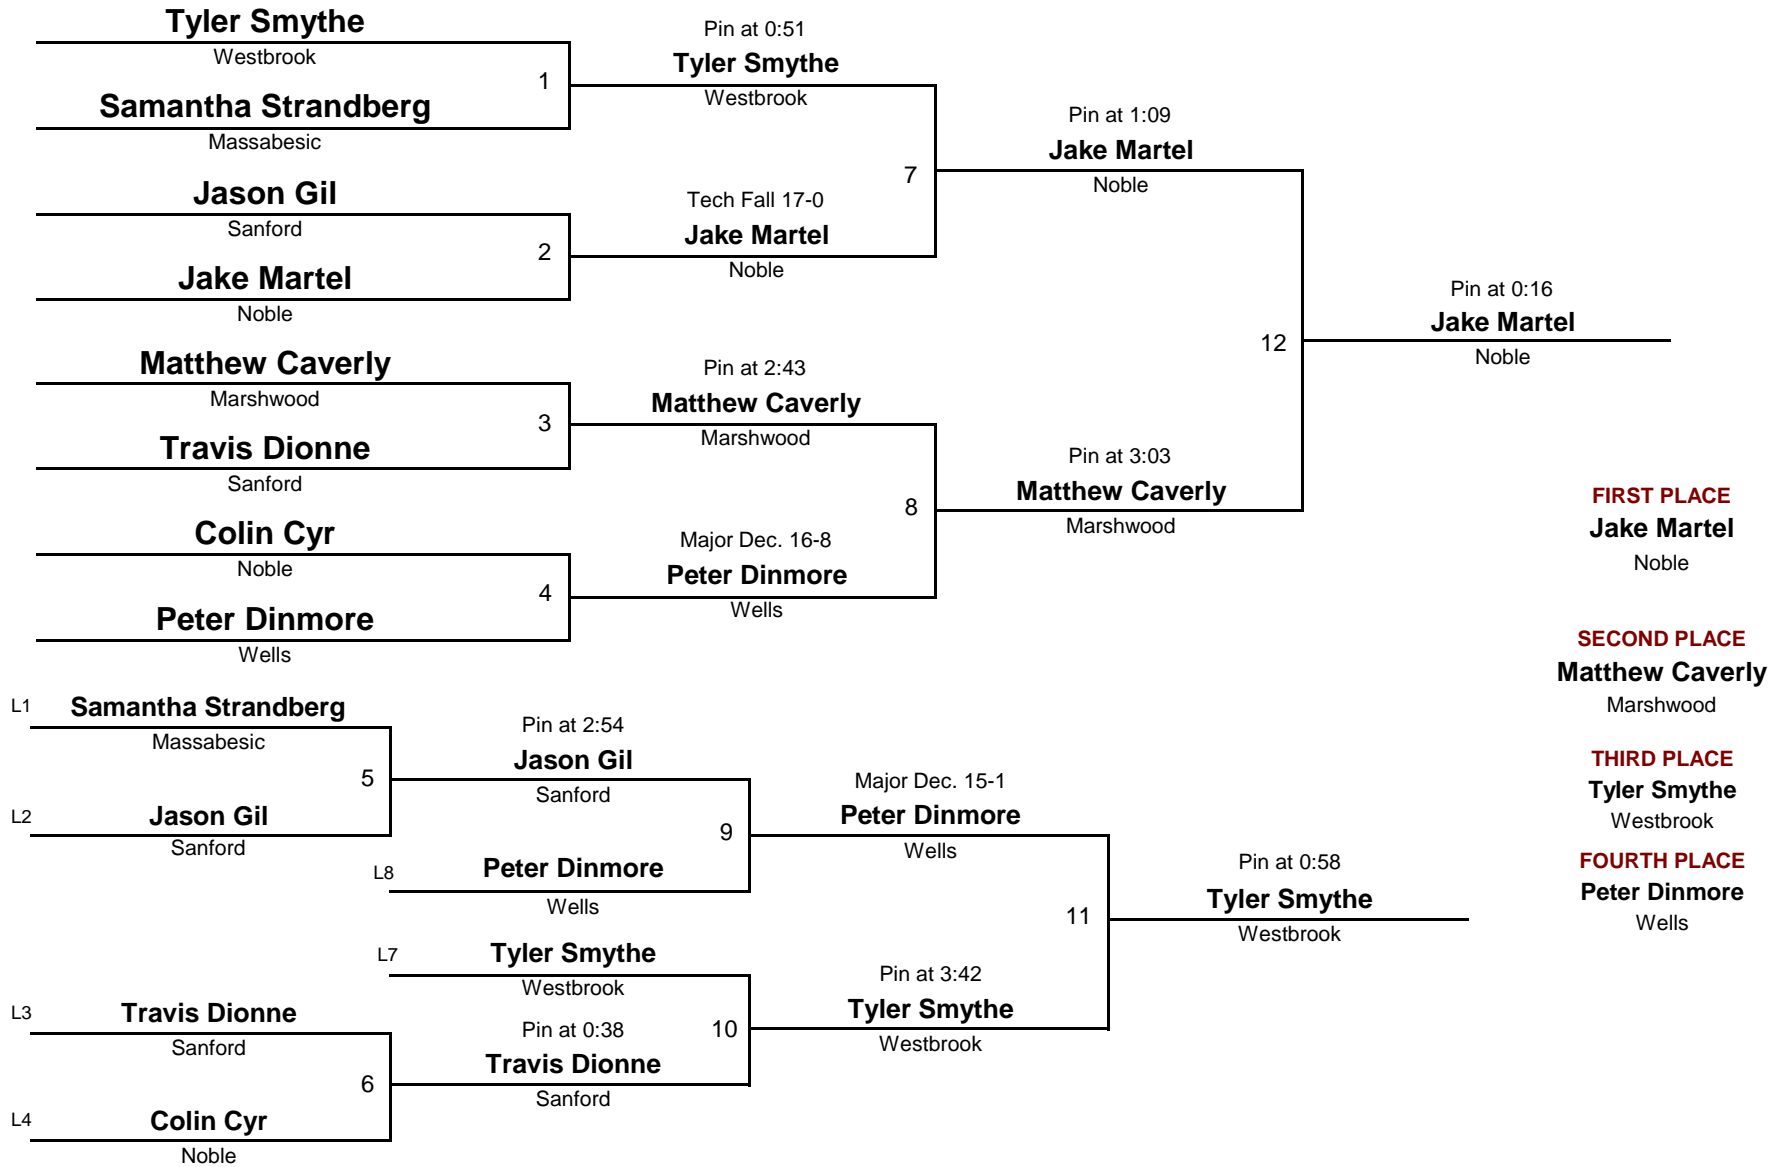 Tyler Smythe
Westbrook
1
Samantha Strandberg
Massabesic
Jason Gil
Sanford
2
Jake Martel
Noble
Matthew Caverly
Marshwood
3
Travis Dionne
Sanford
Colin Cyr
Noble
4
Peter Dinmore
Wells
Pin at 0:51
Tyler Smythe
Westbrook
7
Tech Fall 17-0
Jake Martel
Noble
Pin at 2:43
Matthew Caverly
Marshwood
8
Major Dec. 16-8
Peter Dinmore
Wells
Pin at 1:09
Jake Martel
Noble
12
Pin at 3:03
Matthew Caverly
Marshwood
Pin at 0:16
Jake Martel
Noble
L1 Samantha Strandberg
Massabesic
5
L2 Jason Gil
Sanford
L3 Travis Dionne
Sanford
6
L4 Colin Cyr
Noble
Pin at 2:54
Jason Gil
Sanford
9
L8 Peter Dinmore
Wells
L7 Tyler Smythe
Westbrook
10
Pin at 0:38
Travis Dionne
Sanford
Major Dec. 15-1
Peter Dinmore
Wells
11
Pin at 3:42
Tyler Smythe
Westbrook
Pin at 0:58
Tyler Smythe
Westbrook
FIRST PLACE
Jake Martel
Noble
SECOND PLACE
Matthew Caverly
Marshwood
THIRD PLACE
Tyler Smythe
Westbrook
FOURTH PLACE
Peter Dinmore
Wells